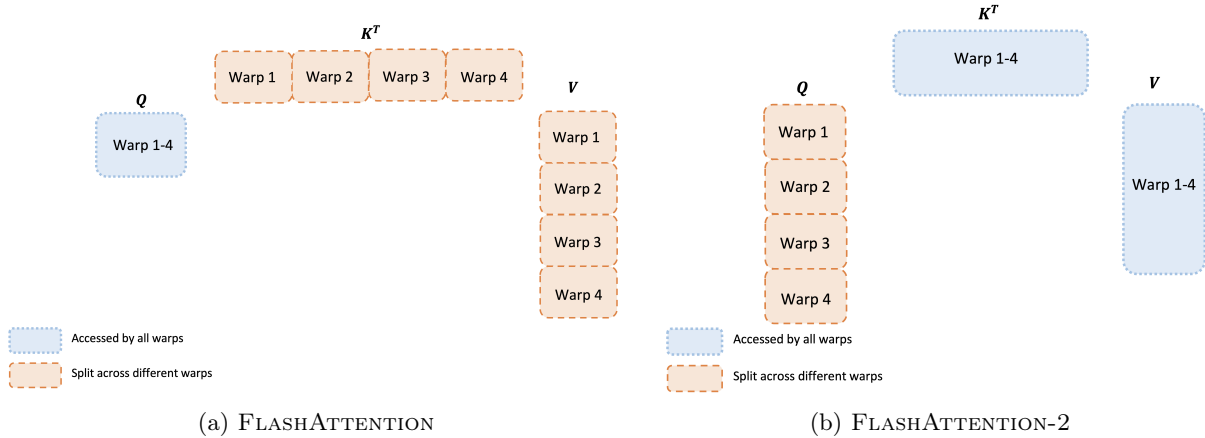 K^T
Warp 1 Warp 2 Warp 3 Warp 4
Q
Warp 1-4
V
Warp 1
Warp 2
Warp 3
Warp 4
Accessed by all warps
Split across different warps
(a) FLASHATTENTION
K^T
Warp 1-4
Q
Warp 1
Warp 2
Warp 3
Warp 4
V
Warp 1-4
Accessed by all warps
Split across different warps
(b) FLASHATTENTION-2